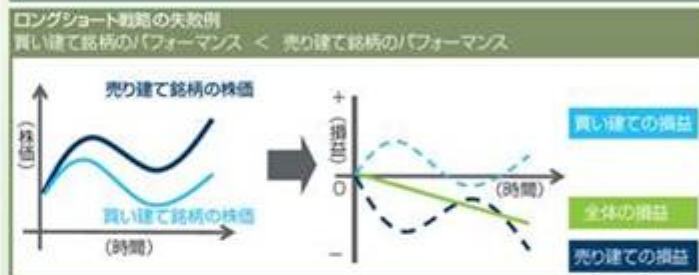 ロングショート戦略の失敗例
買い建て銘柄のパフォーマンス < 売り建て銘柄のパフォーマンス
売り建て銘柄の株価
(株価)
買い建て銘柄の株価
(時間)
+
(損益)
0
−
(時間)
買い建ての損益
全体の損益
売り建ての損益